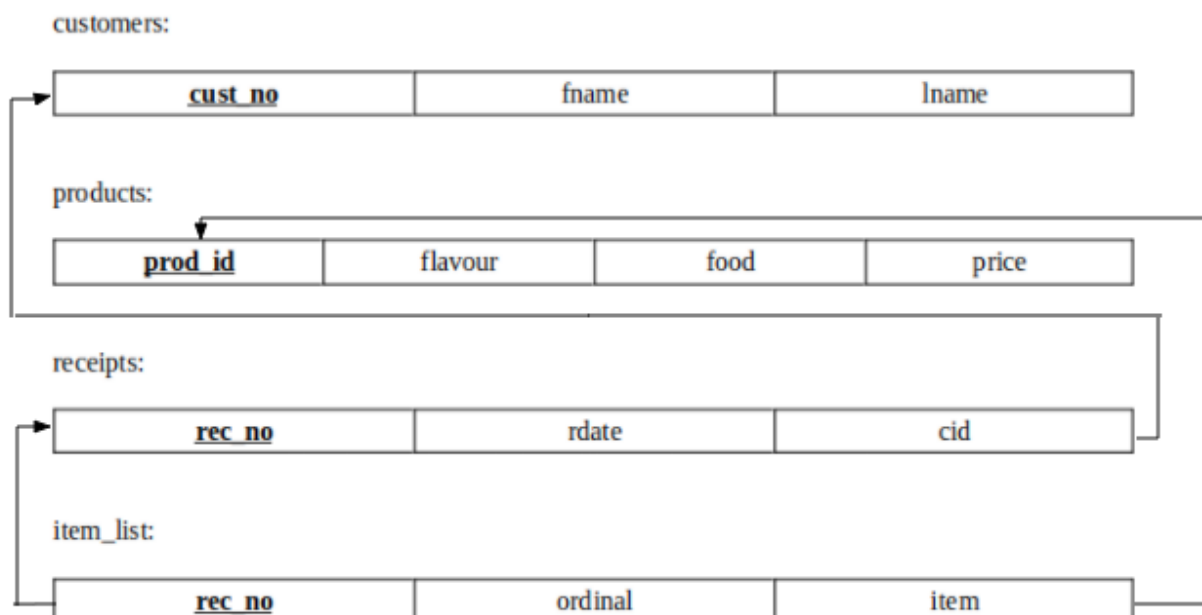 customers:
cust_no fname lname
products:
prod_id flavour food price
receipts:
rec_no rdate cid
item_list:
rec_no ordinal item